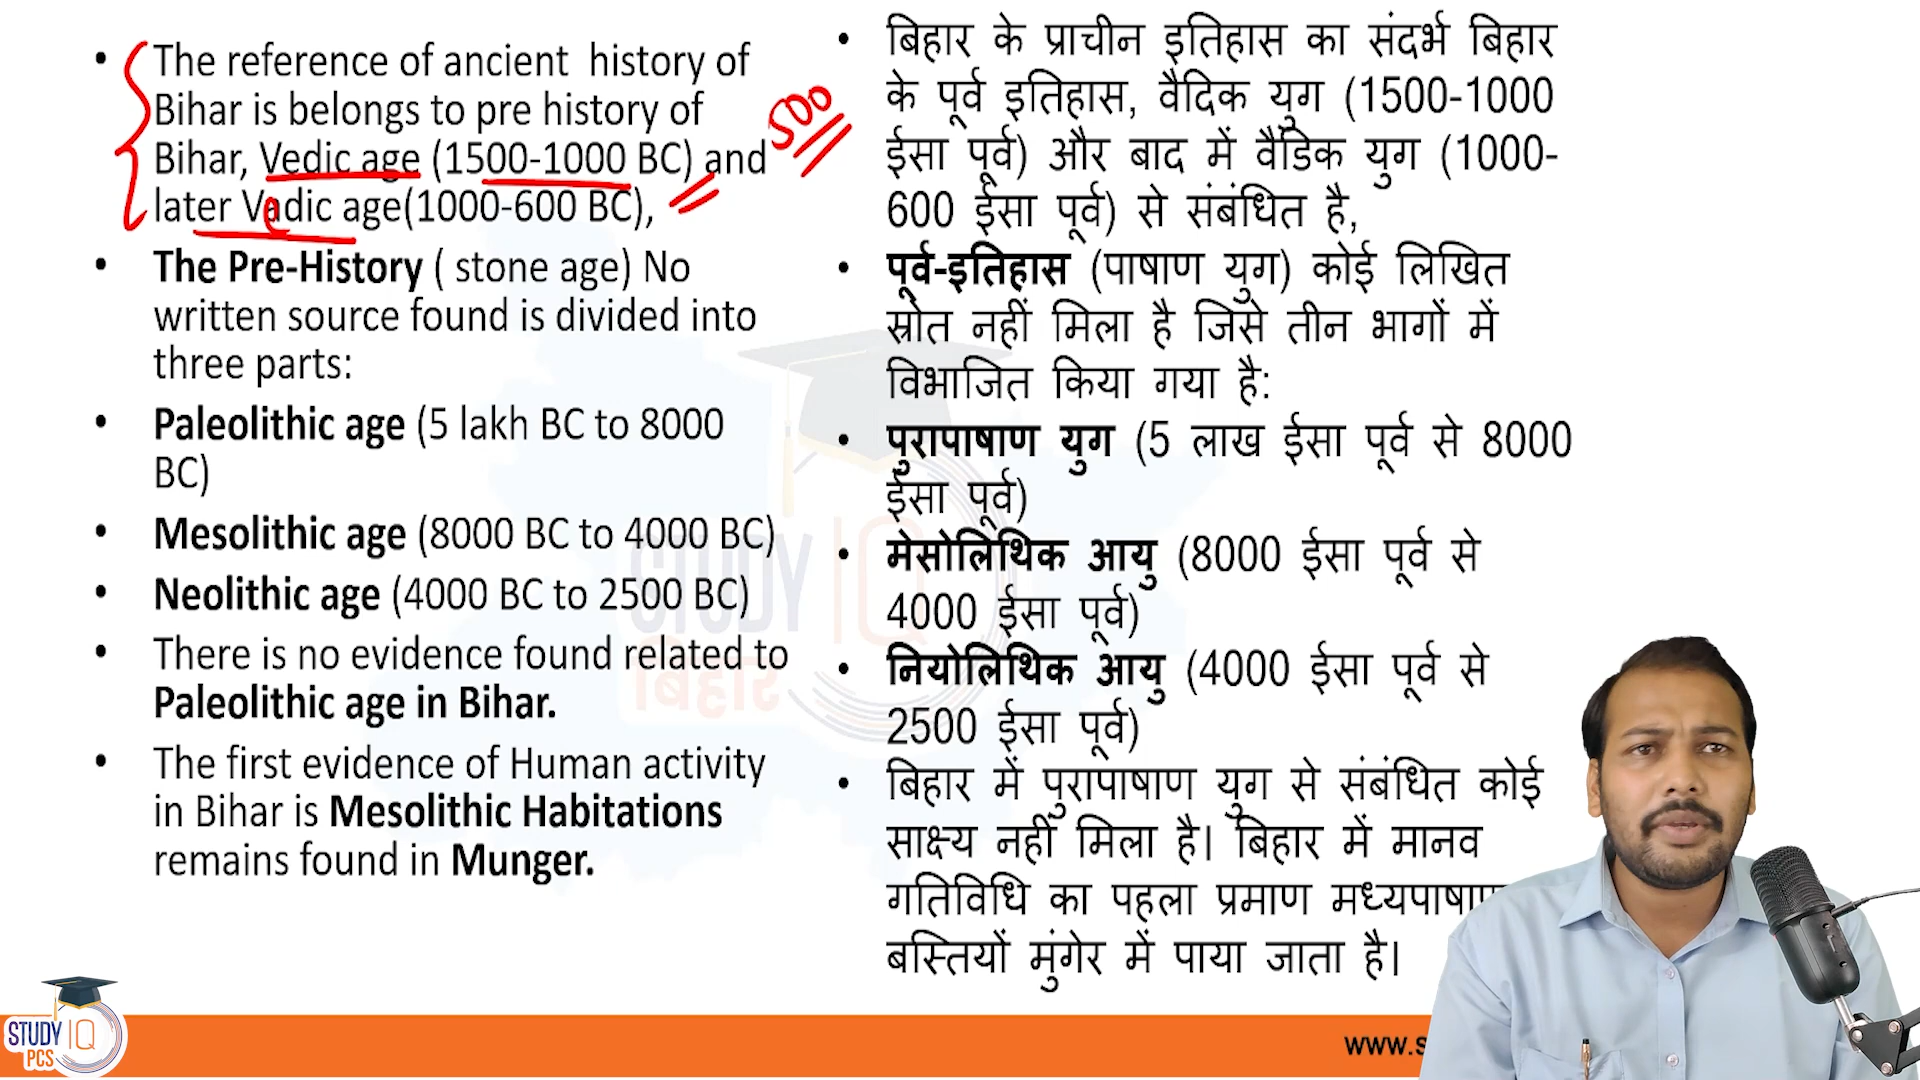 • The reference of ancient history of
Bihar is belongs to pre history of
Bihar, Vedic age (1500-1000 BC) and
later Vadic age(1000-600 BC),
e
500
• The Pre-History ( stone age) No
written source found is divided into
three parts:
• Paleolithic age (5 lakh BC to 8000
BC)
• Mesolithic age (8000 BC to 4000 BC)
• Neolithic age (4000 BC to 2500 BC)
• There is no evidence found related to
Paleolithic age in Bihar.
• The first evidence of Human activity
in Bihar is Mesolithic Habitations
remains found in Munger.
• बिहार के प्राचीन इतिहास का संदर्भ बिहार
के पूर्व इतिहास, वैदिक युग (1500-1000
ईसा पूर्व) और बाद में वैडिक युग (1000-
600 ईसा पूर्व) से संबंधित है,
• पूर्व-इतिहास (पाषाण युग) कोई लिखित
स्रोत नहीं मिला है जिसे तीन भागों में
विभाजित किया गया है:
• पुरापाषाण युग (5 लाख ईसा पूर्व से 8000
ईसा पूर्व)
• मेसोलिथिक आयु (8000 ईसा पूर्व से
4000 ईसा पूर्व)
• नियोलिथिक आयु (4000 ईसा पूर्व से
2500 ईसा पूर्व)
• बिहार में पुरापाषाण युग से संबंधित कोई
साक्ष्य नहीं मिला है। बिहार में मानव
गतिविधि का पहला प्रमाण
बस्तियों मुंगेर में पाया जाता है।
STUDY IQ
बिहार
STUDY IQ
PCS
www.s